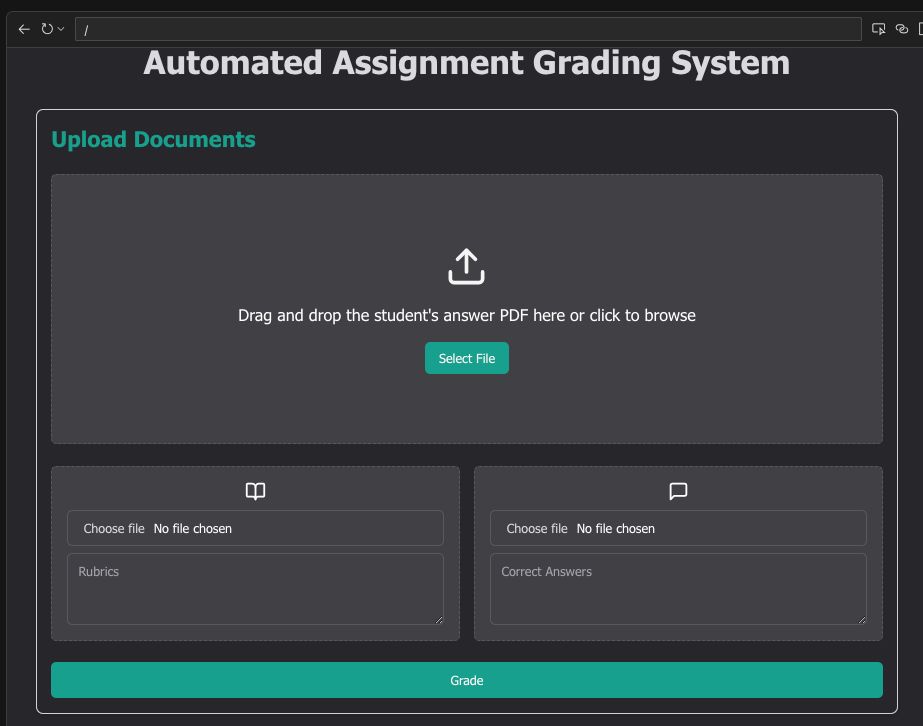 /
Automated Assignment Grading System
Upload Documents
Drag and drop the student's answer PDF here or click to browse
Select File
Choose file No file chosen
Rubrics
Choose file No file chosen
Correct Answers
Grade